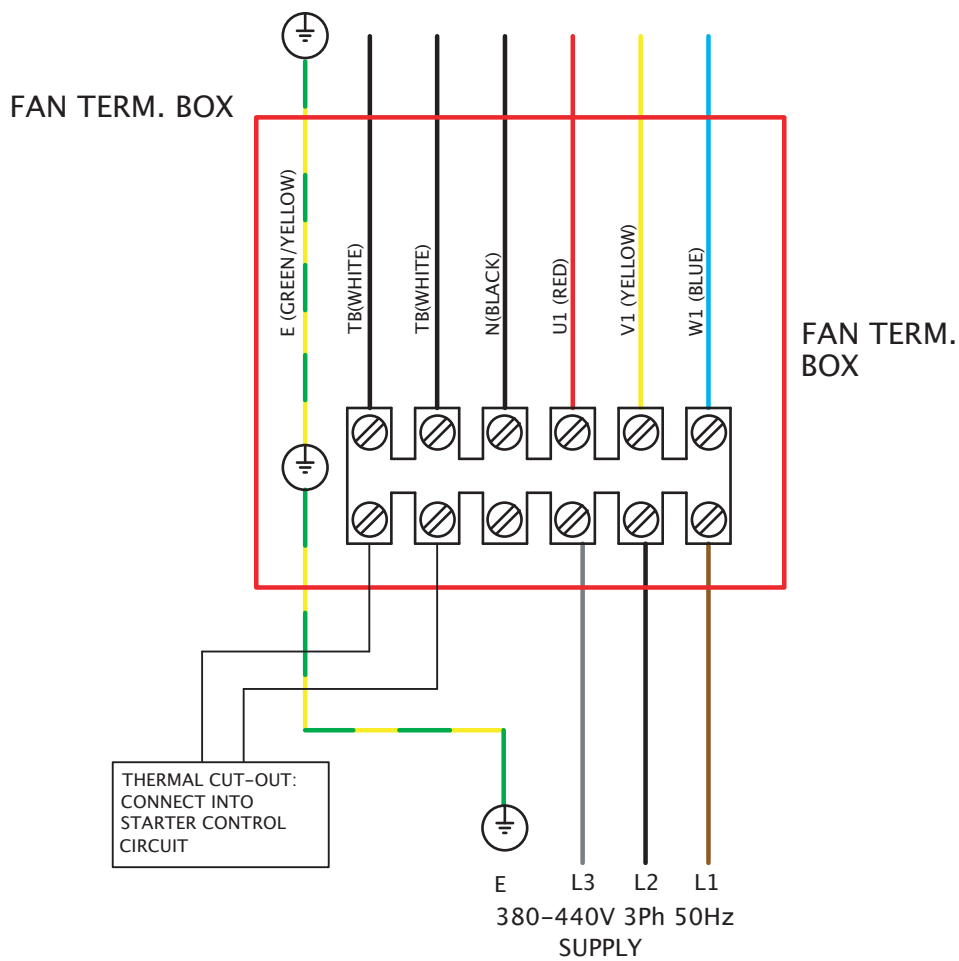 FAN TERM. BOX
E (GREEN/YELLOW)
TB(WHITE)
TB(WHITE)
N(BLACK)
U1 (RED)
V1 (YELLOW)
W1 (BLUE)
FAN TERM.
BOX
THERMAL CUT-OUT:
CONNECT INTO
STARTER CONTROL
CIRCUIT
E L3 L2 L1
380-440V 3Ph 50Hz
SUPPLY